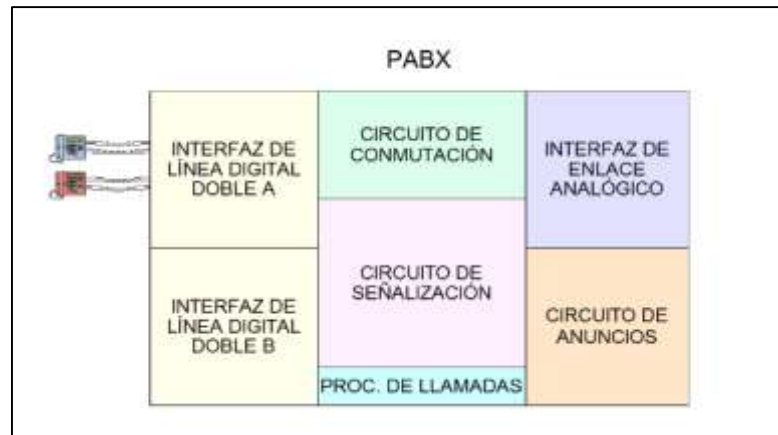 PABX
INTERFAZ DE
LÍNEA DIGITAL
DOBLE A
CIRCUITO DE
CONMUTACIÓN
INTERFAZ DE
ENLACE
ANALÓGICO
INTERFAZ DE
LÍNEA DIGITAL
DOBLE B
CIRCUITO DE
SEÑALIZACIÓN
CIRCUITO DE
ANUNCIOS
PROC. DE LLAMADAS